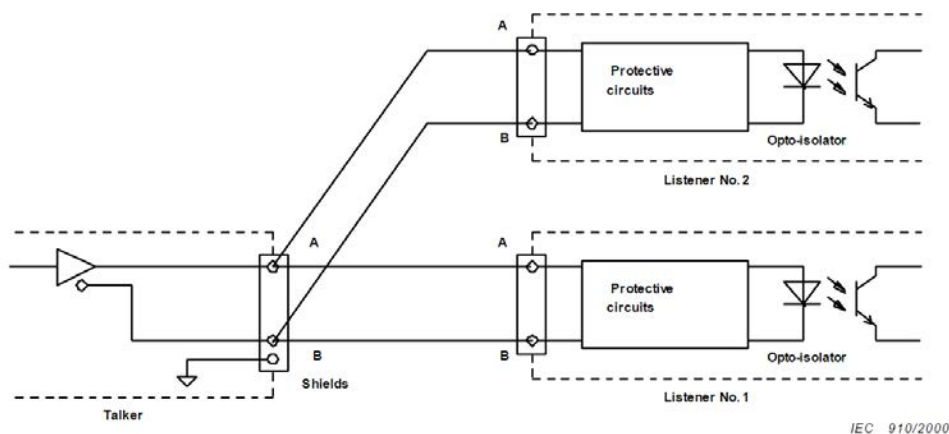 A
Protective
circuits
B
Opto-isolator
Listener No.2
A
A
Protective
circuits
B
B
Shields
Opto-isolator
Talker
Listener No.1
IEC 910/2000